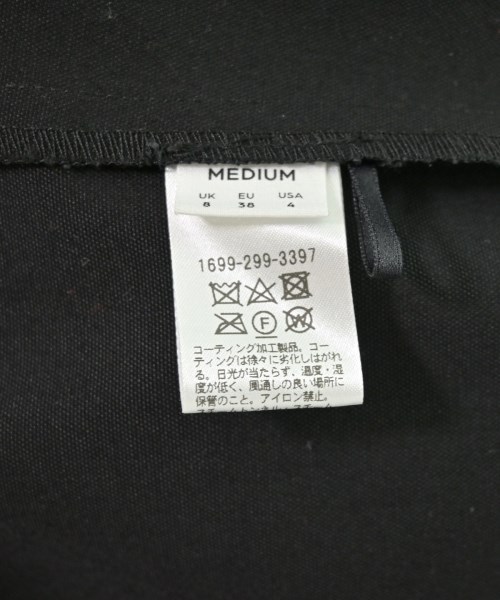 MEDIUM
UK EU USA
8 38 4
1699-299-3397
F W
コーティング加工製品。コー
ティングは徐々に劣化しはがれ
る。日光が当たらず、温度・湿
度が低く、風通しの良い場所に
保管のこと。アイロン禁止。